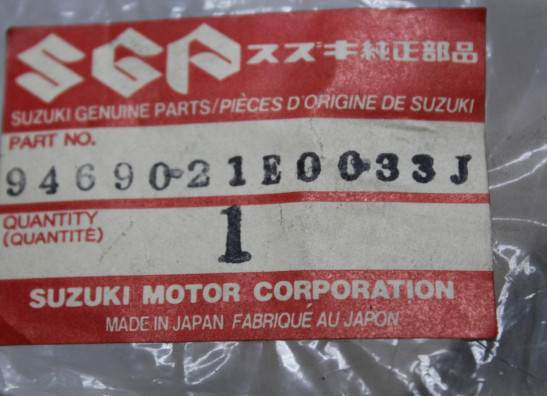 SGP スズキ純正部品
SUZUKI GENUINE PARTS/PIÈCES D'ORIGINE DE SUZUKI
PART NO.
94690-21E00-33J
QUANTITY
(QUANTITÉ)
1
SUZUKI MOTOR CORPORATION
MADE IN JAPAN FABRIQUÉ AU JAPON